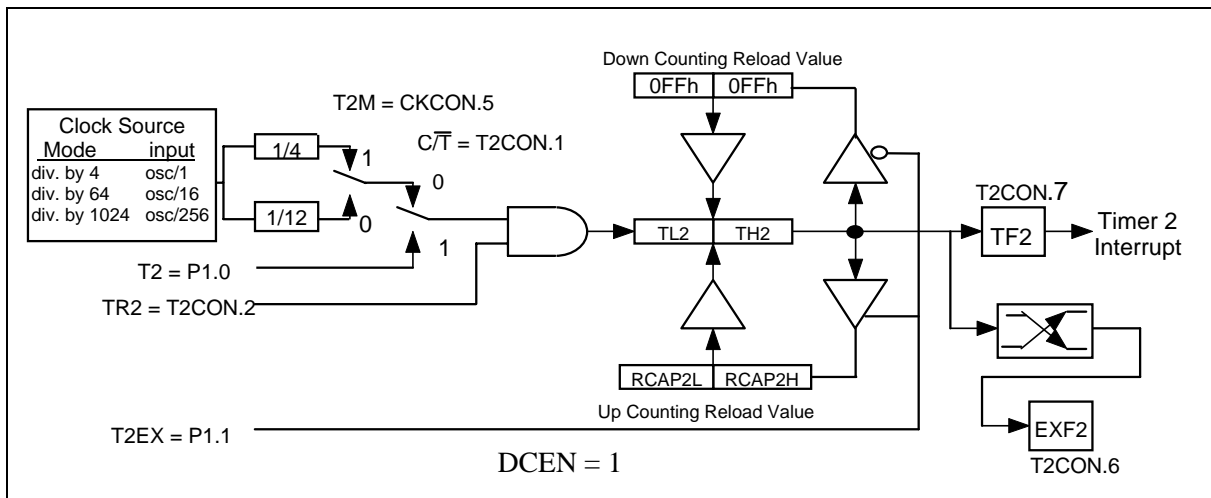 Down Counting Reload Value
0FFh 0FFh
T2M = CKCON.5
Clock Source
Mode input
div. by 4 osc/1
div. by 64 osc/16
div. by 1024 osc/256
1/4
1/12
1
0
C/T̅ = T2CON.1
0
1
TL2 TH2
T2CON.7
TF2
Timer 2
Interrupt
T2 = P1.0
TR2 = T2CON.2
RCAP2L RCAP2H
Up Counting Reload Value
T2EX = P1.1
EXF2
T2CON.6
DCEN = 1